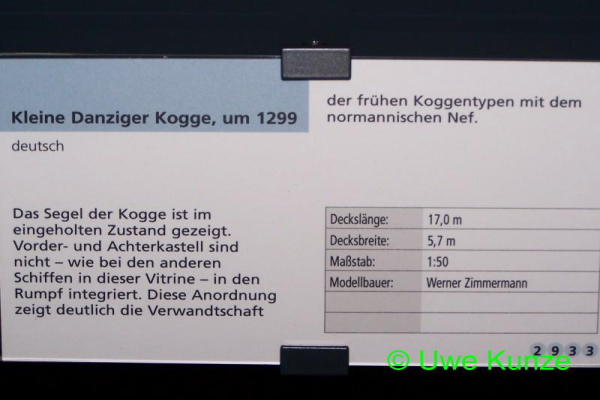 Kleine Danziger Kogge, um 1299
deutsch
Das Segel der Kogge ist im
eingeholten Zustand gezeigt.
Vorder- und Achterkastell sind
nicht – wie bei den anderen
Schiffen in dieser Vitrine – in den
Rumpf integriert. Diese Anordnung
zeigt deutlich die Verwandtschaft
der frühen Koggentypen mit dem
normannischen Nef.
Deckslänge: 17,0 m
Decksbreite: 5,7 m
Maßstab: 1:50
Modellbauer: Werner Zimmermann
2 9 3 3
© Uwe Kunze